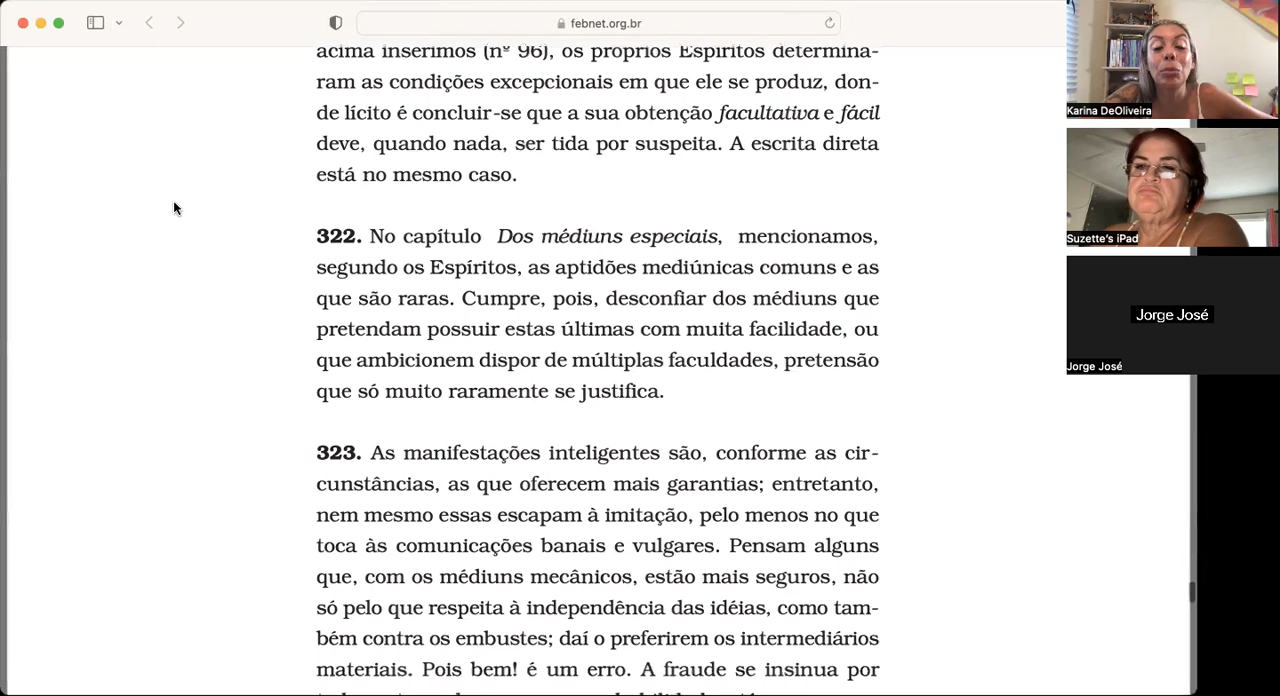 febnet.org.br
acima inserimos (nº 96), os próprios Espíritos determina-
ram as condições excepcionais em que ele se produz, don-
de lícito é concluir-se que a sua obtenção facultativa e fácil
deve, quando nada, ser tida por suspeita. A escrita direta
está no mesmo caso.
322. No capítulo Dos médiuns especiais, mencionamos,
segundo os Espíritos, as aptidões mediúnicas comuns e as
que são raras. Cumpre, pois, desconfiar dos médiuns que
pretendam possuir estas últimas com muita facilidade, ou
que ambicionem dispor de múltiplas faculdades, pretensão
que só muito raramente se justifica.
323. As manifestações inteligentes são, conforme as cir-
cunstâncias, as que oferecem mais garantias; entretanto,
nem mesmo essas escapam à imitação, pelo menos no que
toca às comunicações banais e vulgares. Pensam alguns
que, com os médiuns mecânicos, estão mais seguros, não
só pelo que respeita à independência das idéias, como tam-
bém contra os embustes; daí o preferirem os intermediários
materiais. Pois bem! é um erro. A fraude se insinua por
Karina DeOliveira
Suzette's iPad
Jorge José
Jorge José